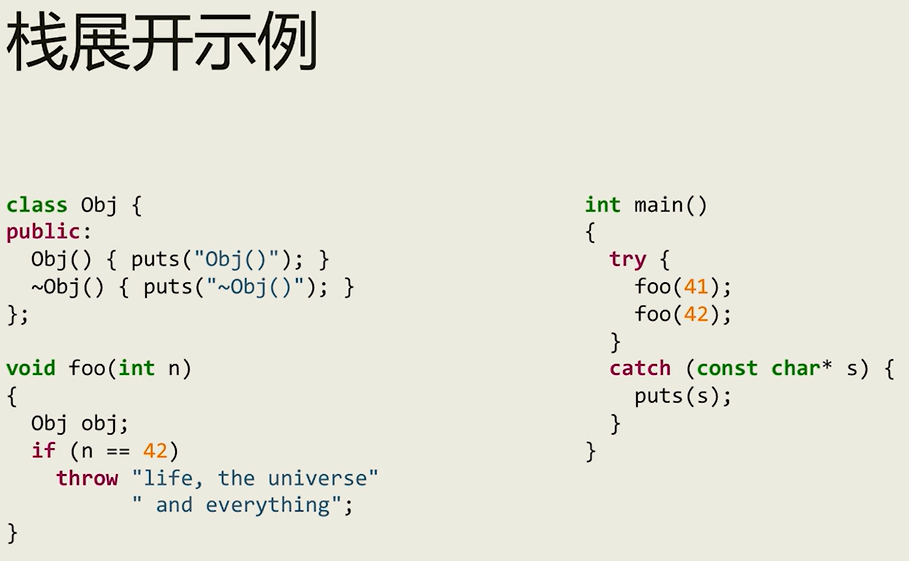 栈展开示例
class Obj {
public:
  Obj() { puts("Obj()"); }
  ~Obj() { puts("~Obj()"); }
};
void foo(int n)
{
  Obj obj;
  if (n == 42)
    throw "life, the universe"
          " and everything";
}
int main()
{
  try {
    foo(41);
    foo(42);
  }
  catch (const char* s) {
    puts(s);
  }
}